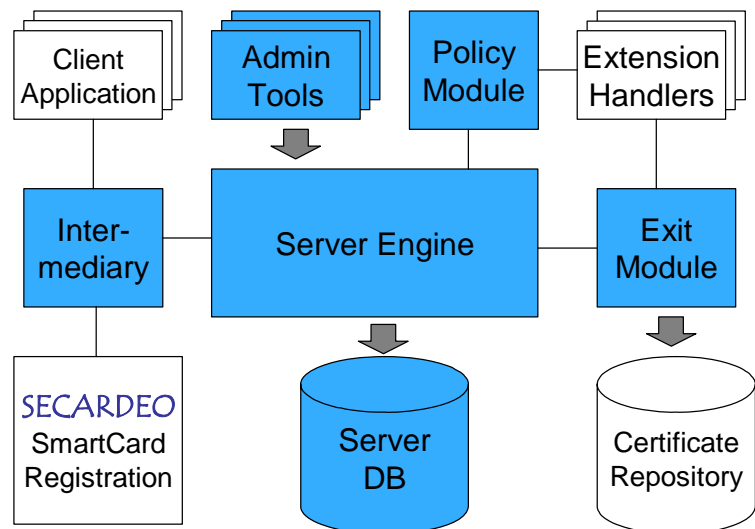 Client
Application
Admin
Tools
Policy
Module
Extension
Handlers
Inter-
mediary
Server Engine
Exit
Module
SECARDEO
SmartCard
Registration
Server
DB
Certificate
Repository